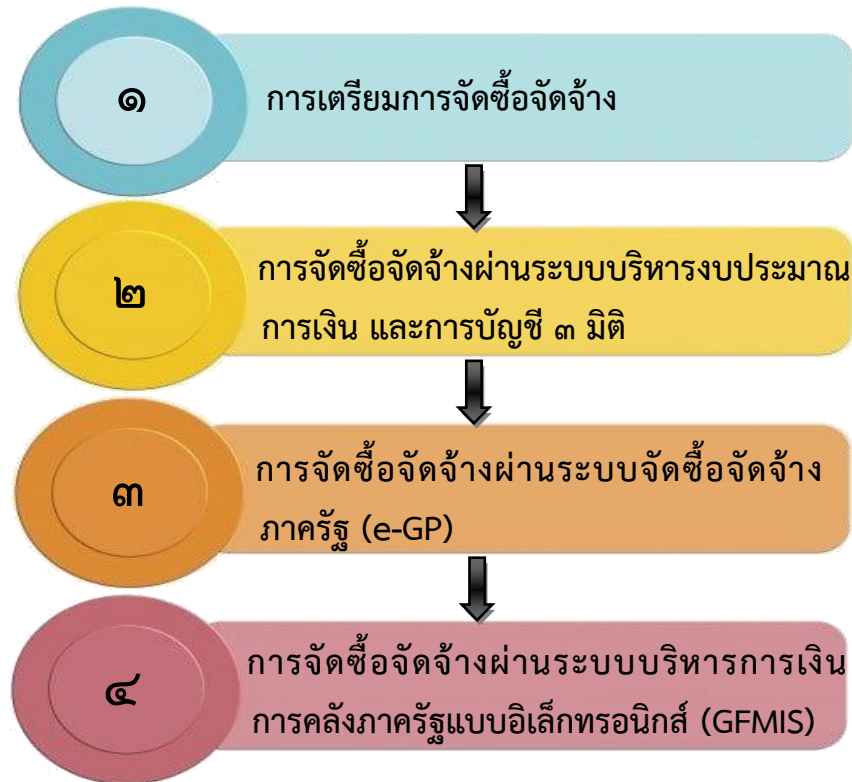 ๑
การเตรียมการจัดซื้อจัดจ้าง
๒
การจัดซื้อจัดจ้างผ่านระบบบริหารงบประมาณ
การเงิน และการบัญชี ๓ มิติ
๓
การจัดซื้อจัดจ้างผ่านระบบจัดซื้อจัดจ้าง
ภาครัฐ (e-GP)
๔
การจัดซื้อจัดจ้างผ่านระบบบริหารการเงิน
การคลังภาครัฐแบบอิเล็กทรอนิกส์ (GFMIS)